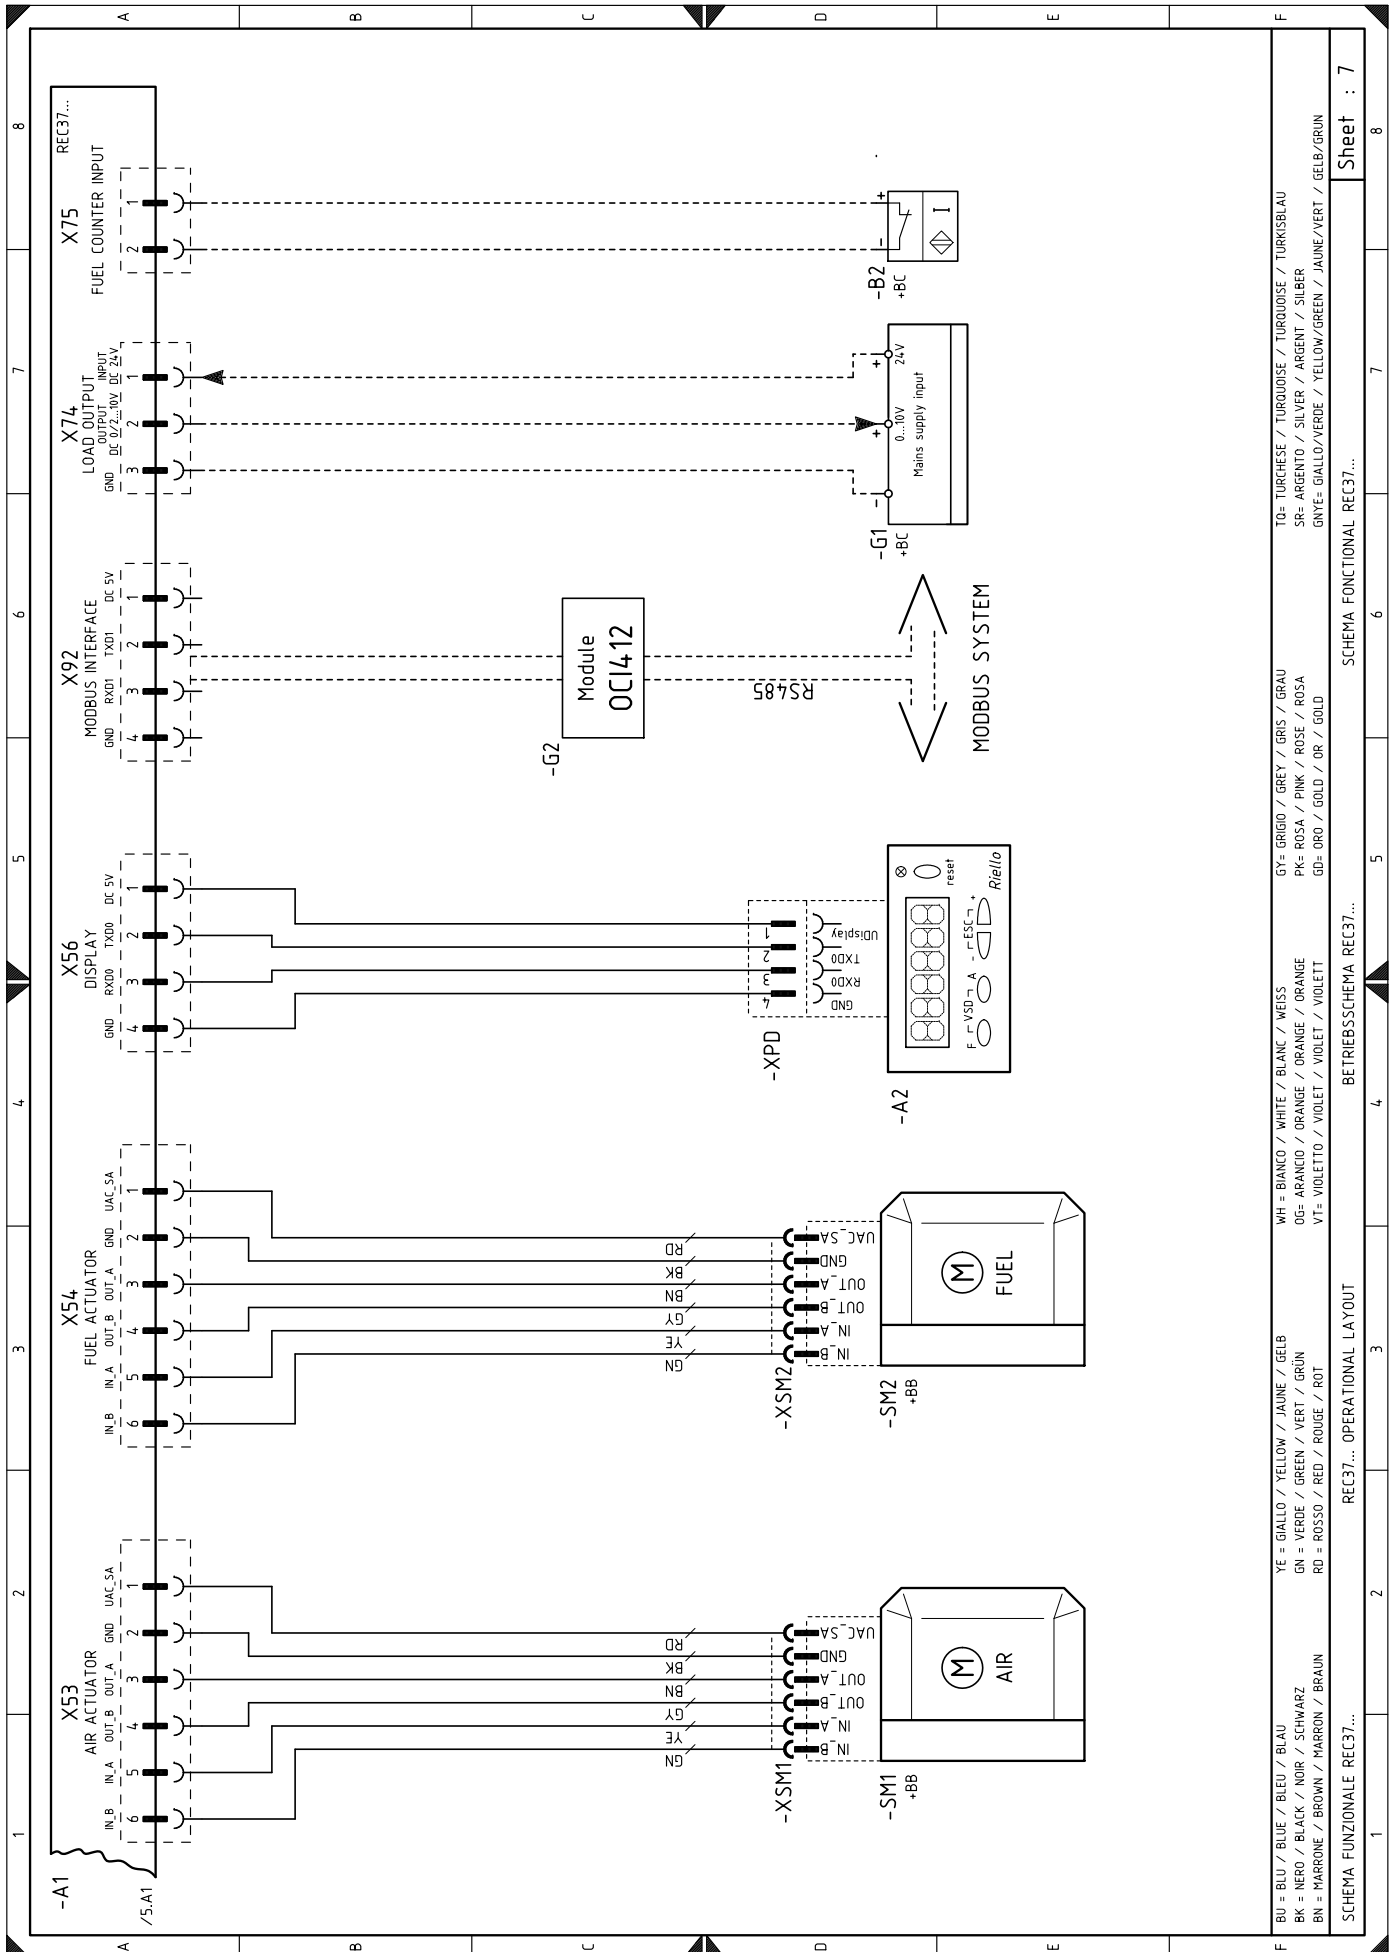 1 2 3 4 5 6 7 8
A
B
C
D
E
F
-A1
/5.A1
REC37...
X53
AIR ACTUATOR
IN_B IN_A OUT_B OUT_A GND UAC_SA
6 5 4 3 2 1
X54
FUEL ACTUATOR
IN_B IN_A OUT_B OUT_A GND UAC_SA
6 5 4 3 2 1
X56
DISPLAY
GND RXD0 TXD0 DC 5V
4 3 2 1
X92
MODBUS INTERFACE
GND RXD1 TXD1 DC 5V
4 3 2 1
X74
LOAD OUTPUT
OUTPUT INPUT
GND DC 0/2...10V DC 24V
3 2 1
X75
FUEL COUNTER INPUT
2 1
GN YE GY BN BK RD
-XSM1
IN_B IN_A OUT_B OUT_A GND UAC_SA
-SM1
+BB
M
AIR
GN YE GY BN BK RD
-XSM2
IN_B IN_A OUT_B OUT_A GND UAC_SA
-SM2
+BB
M
FUEL
-XPD
4 3 2 1
GND RXD0 TXD0 UDisplay
-A2
F VSD A - ESC +
reset
Riello
-G2
Module
OCI412
RS485
MODBUS SYSTEM
-G1
+BC
- + +
0...10V 24V
Mains supply input
-B2
+BC
- +
I
BU = BLU / BLUE / BLEU / BLAU
BK = NERO / BLACK / NOIR / SCHWARZ
BN = MARRONE / BROWN / MARRON / BRAUN
YE = GIALLO / YELLOW / JAUNE / GELB
GN = VERDE / GREEN / VERT / GRÜN
RD = ROSSO / RED / ROUGE / ROT
WH = BIANCO / WHITE / BLANC / WEISS
OG= ARANCIO / ORANGE / ORANGE / ORANGE
VT= VIOLETTO / VIOLET / VIOLET / VIOLETT
GY= GRIGIO / GREY / GRIS / GRAU
PK= ROSA / PINK / ROSE / ROSA
GD= ORO / GOLD / OR / GOLD
TQ= TURCHESE / TURQUOISE / TURQUOISE / TURKISBLAU
SR= ARGENTO / SILVER / ARGENT / SILBER
GNYE= GIALLO/VERDE / YELLOW/GREEN / JAUNE/VERT / GELB/GRUN
SCHEMA FUNZIONALE REC37... REC37... OPERATIONAL LAYOUT BETRIEBSSCHEMA REC37... SCHEMA FONCTIONAL REC37... Sheet : 7
1 2 3 4 5 6 7 8
A
B
C
D
E
F